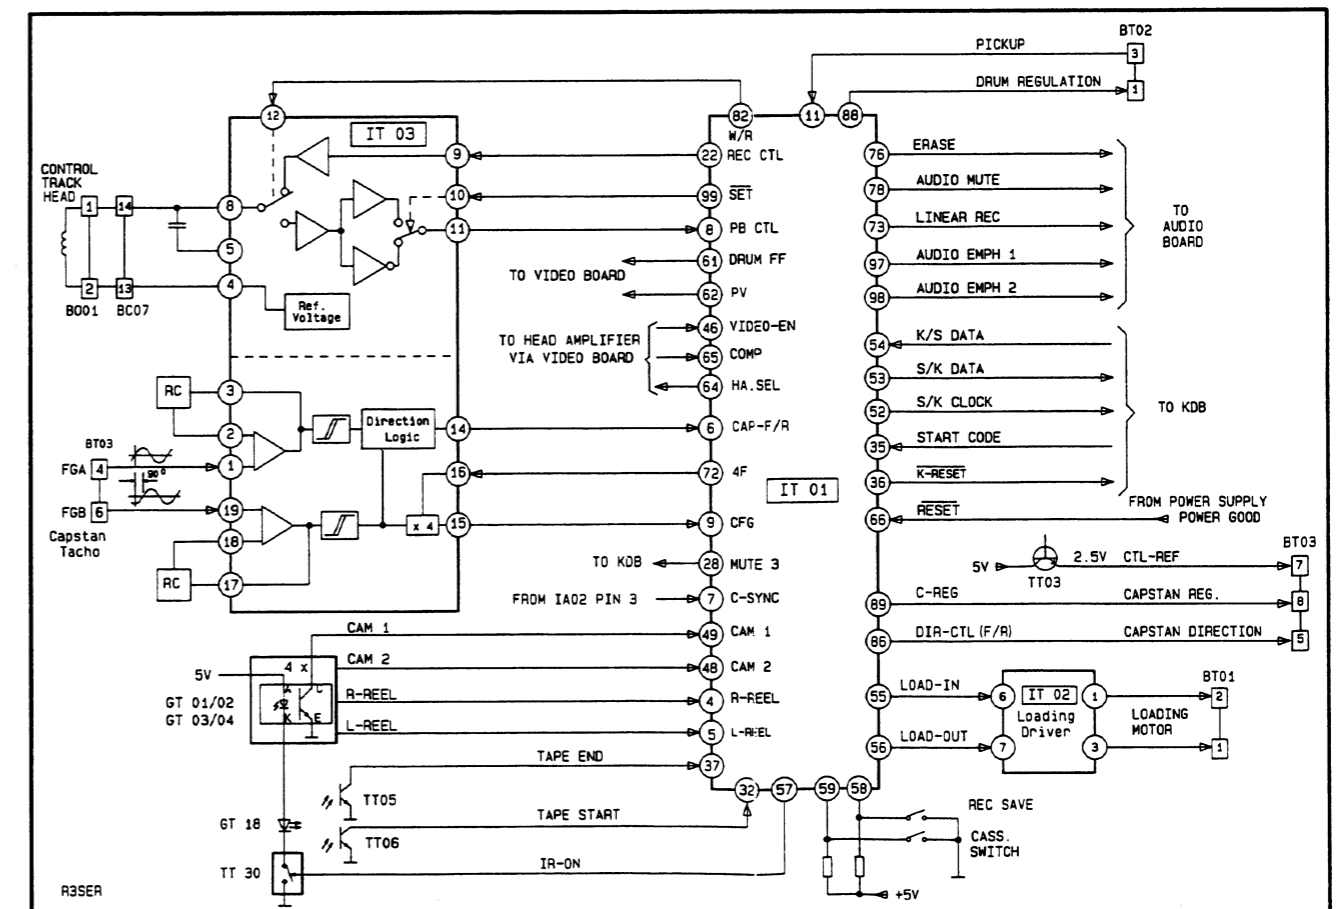 BT02
PICKUP
3
DRUM REGULATION
1
12
82
11
88
W/R
IT 03
9
22
REC CTL
76
ERASE
CONTROL
TRACK
HEAD
1
14
8
10
99
SET
78
AUDIO MUTE
11
8
PB CTL
73
LINEAR REC
TO
AUDIO
BOARD
5
61
DRUM FF
97
AUDIO EMPH 1
TO VIDEO BOARD
2
13
4
62
PV
98
AUDIO EMPH 2
B001
BC07
Ref.
Voltage
46
VIDEO-EN
54
K/S DATA
TO HEAD AMPLIFIER
VIA VIDEO BOARD
65
COMP
53
S/K DATA
64
HA.SEL
52
S/K CLOCK
TO KDB
RC
3
2
Direction
Logic
14
6
CAP-F/R
35
START CODE
BT03
FGA
4
90°
1
16
72
4F
36
K-RESET
IT 01
FGB
6
19
x 4
15
9
CFG
66
RESET
FROM POWER SUPPLY
POWER GOOD
Capstan
Tacho
18
RC
17
TO KDB
28
MUTE 3
5V
TT03
2.5V
CTL-REF
BT03
7
FROM IA02 PIN 3
7
C-SYNC
89
C-REG
CAPSTAN REG.
8
CAM 1
49
CAM 1
86
DIR-CTL (F/R)
CAPSTAN DIRECTION
5
5V
4 x
CAM 2
48
CAM 2
GT 01/02
GT 03/04
A
C
K
E
R-REEL
4
R-REEL
55
LOAD-IN
6
IT 02
1
BT01
2
Loading
Driver
LOADING
MOTOR
L-REEL
5
L-REEL
56
LOAD-OUT
7
3
1
TAPE END
37
32
57
59
58
TT05
REC SAVE
GT 18
TAPE START
TT06
CASS.
SWITCH
TT 30
IR-ON
+5V
R3SER